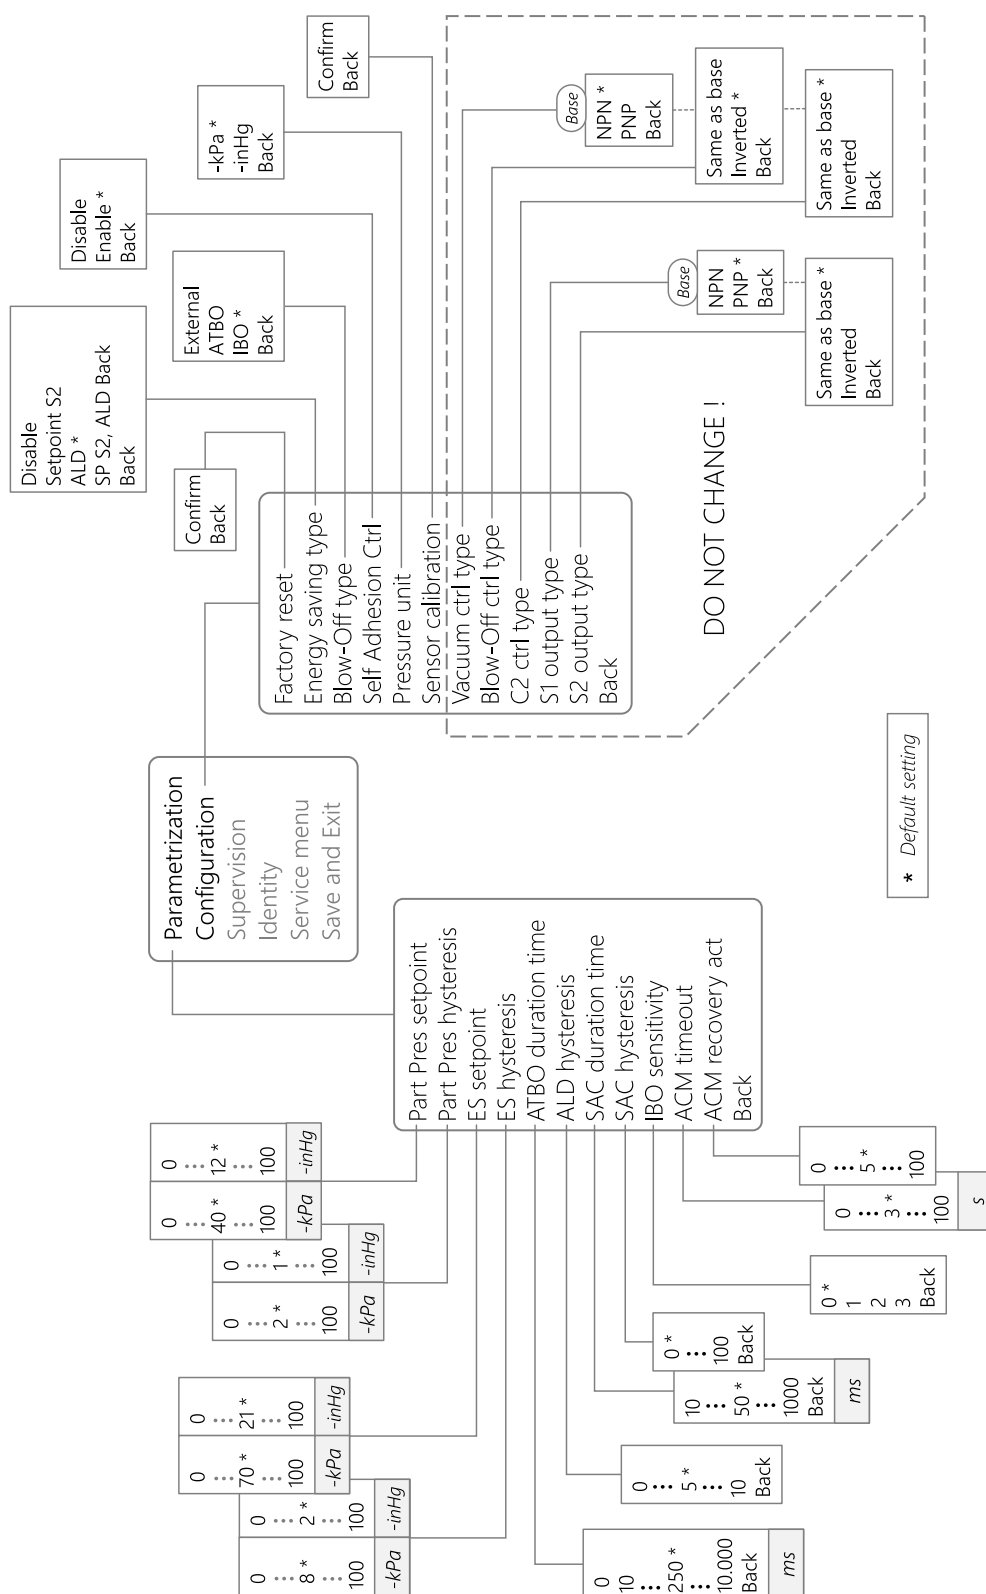 Parametrization
Configuration
Supervision
Identity
Service menu
Save and Exit
Factory reset
Energy saving type
Blow-Off type
Self Adhesion Ctrl
Pressure unit
Sensor calibration
Vacuum ctrl type
Blow-Off ctrl type
C2 ctrl type
S1 output type
S2 output type
Back
Confirm
Back
Disable
Setpoint S2
ALD *
SP S2, ALD Back
Back
External
ATBO
IBO *
Back
Disable
Enable *
Back
-kPa *
-inHg
Back
Confirm
Back
Base
NPN *
PNP
Back
Same as base
Inverted *
Back
Same as base *
Inverted
Back
Base
NPN
PNP *
Back
Same as base *
Inverted
Back
DO NOT CHANGE !
Part Pres setpoint
Part Pres hysteresis
ES setpoint
ES hysteresis
ATBO duration time
ALD hysteresis
SAC duration time
SAC hysteresis
IBO sensitivity
ACM timeout
ACM recovery act
Back
0
...40 *...
100
-kPa
0
...12 *...
100
-inHg
0
...2 *...
100
-kPa
0
...1 *...
100
-inHg
0
...70 *...
100
-kPa
0
...21 *...
100
-inHg
0
...8 *...
100
-kPa
0
...2 *...
100
-inHg
0
10
...250 *...
10.000
Back
ms
0
...5 *...
10
Back
10
...50 *...
1000
Back
ms
0 *
...
100
Back
0 *
1
2
3
Back
0
...3 *...
100
s
0
...5 *...
100
* Default setting